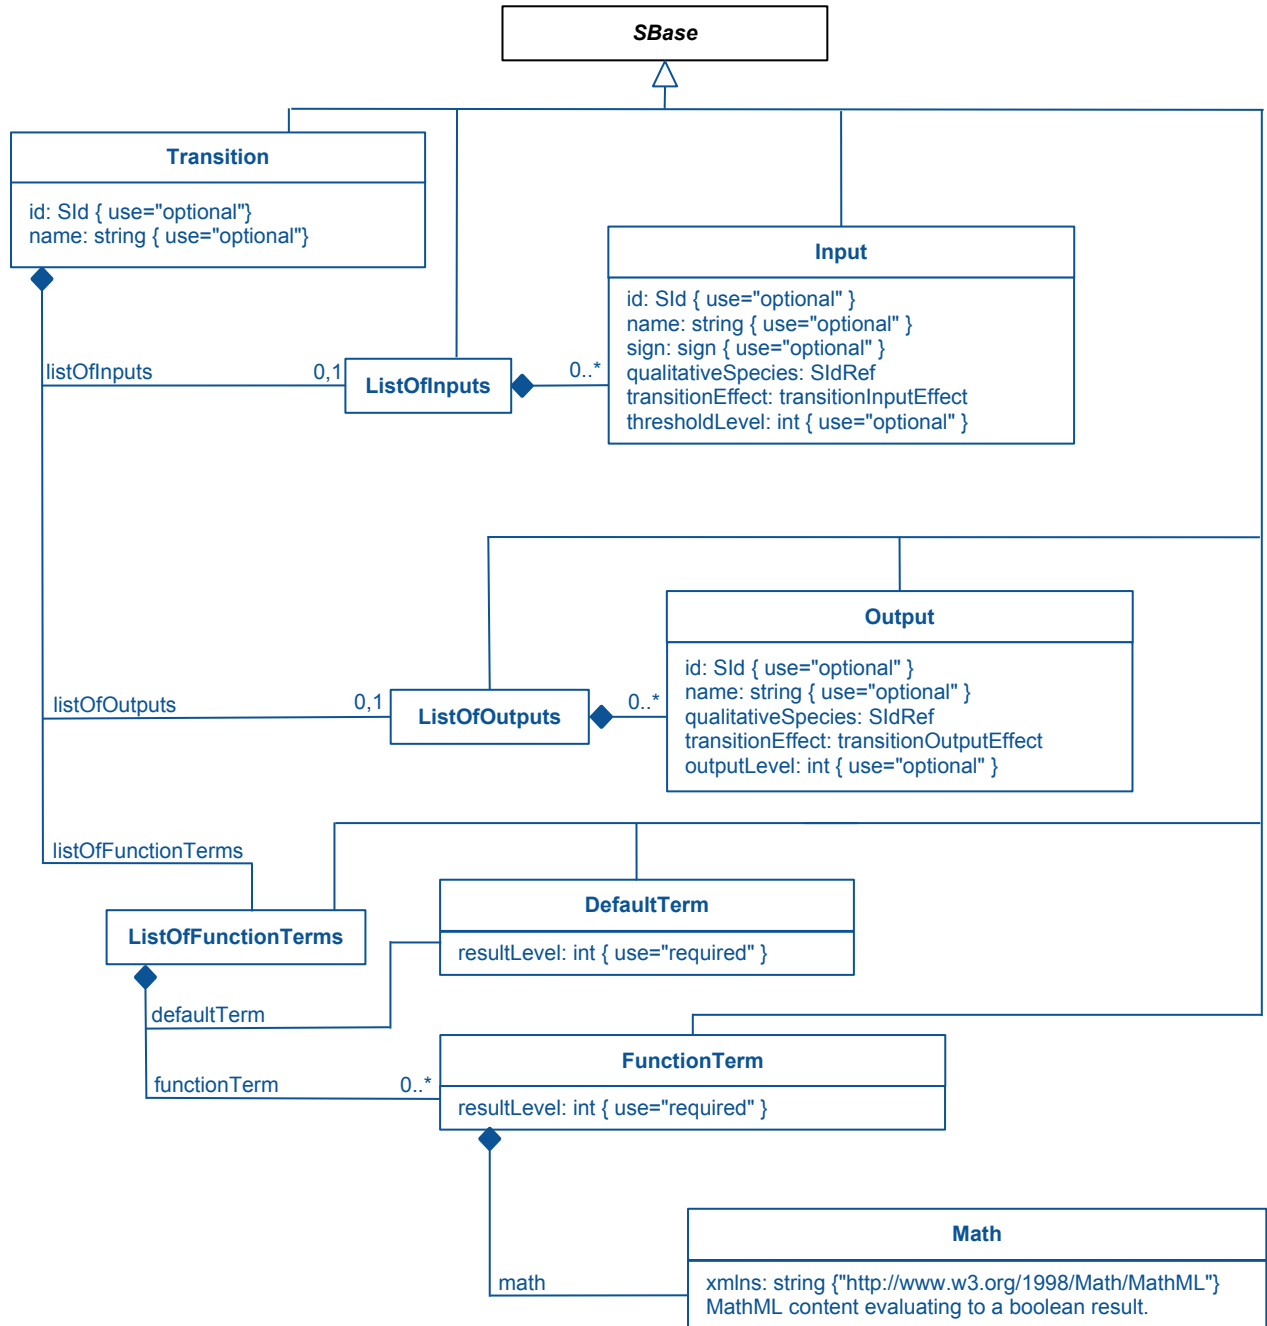 SBase
Transition
id: SId { use="optional"}
name: string { use="optional"}
Input
id: SId { use="optional" }
name: string { use="optional" }
sign: sign { use="optional" }
qualitativeSpecies: SIdRef
transitionEffect: transitionInputEffect
thresholdLevel: int { use="optional" }
listOfInputs
0,1
ListOfInputs
0..*
Output
id: SId { use="optional" }
name: string { use="optional" }
qualitativeSpecies: SIdRef
transitionEffect: transitionOutputEffect
outputLevel: int { use="optional" }
listOfOutputs
0,1
ListOfOutputs
0..*
listOfFunctionTerms
ListOfFunctionTerms
DefaultTerm
resultLevel: int { use="required" }
defaultTerm
FunctionTerm
resultLevel: int { use="required" }
functionTerm
0..*
Math
xmlns: string {"http://www.w3.org/1998/Math/MathML"}
MathML content evaluating to a boolean result.
math